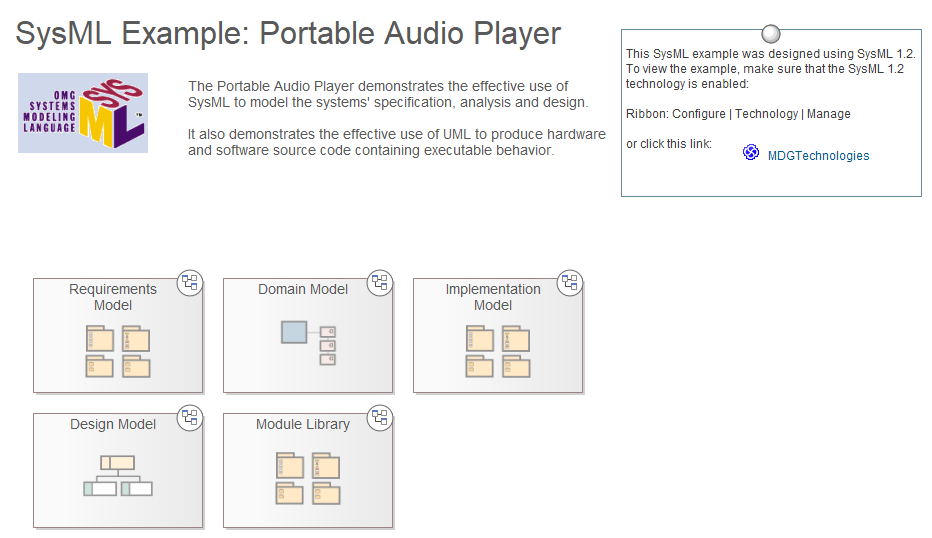 SysML Example: Portable Audio Player
This SysML example was designed using SysML 1.2.
To view the example, make sure that the SysML 1.2
technology is enabled:
Ribbon: Configure | Technology | Manage
or click this link:
MDGTechnologies
OMG
SYSTEMS
MODELING
LANGUAGE
SYS
ML
™
The Portable Audio Player demonstrates the effective use of
SysML to model the systems' specification, analysis and design.
It also demonstrates the effective use of UML to produce hardware
and software source code containing executable behavior.
Requirements
Model
Domain Model
Implementation
Model
Design Model
Module Library